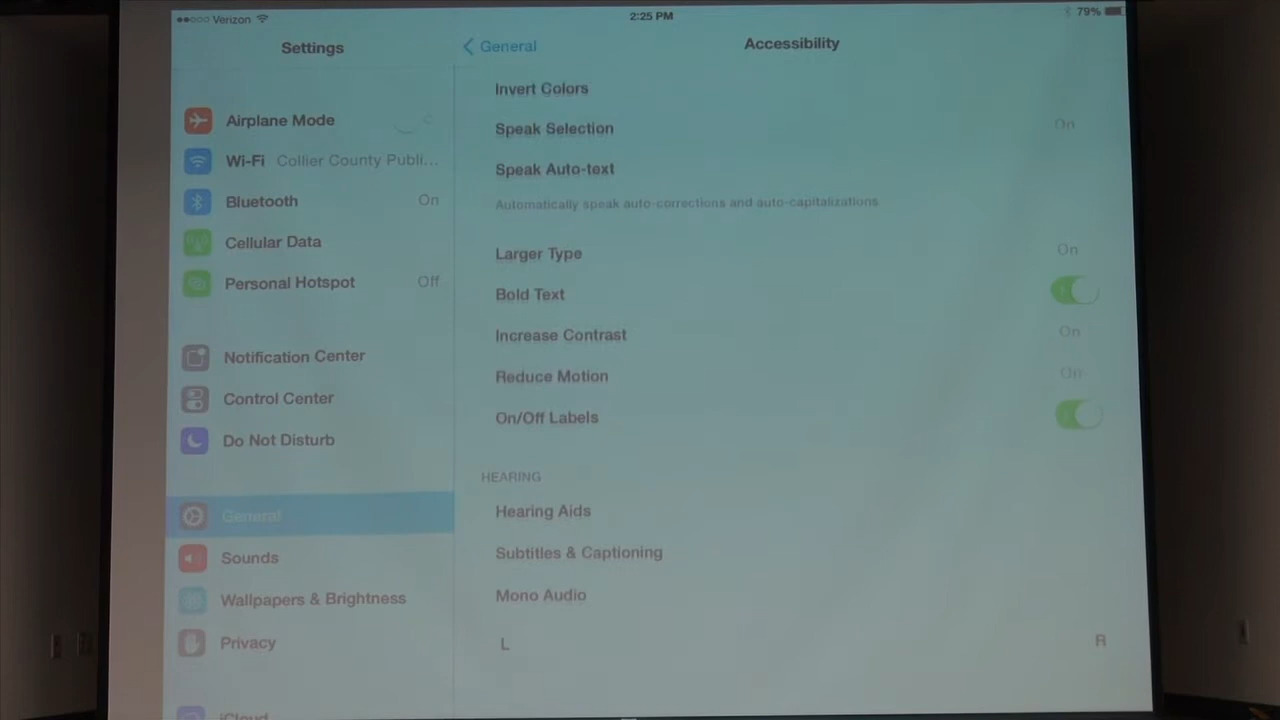 Verizon 2:25 PM 79%
Settings
General
Accessibility
Airplane Mode
Wi-Fi Collier County Publi...
Bluetooth On
Cellular Data
Personal Hotspot Off
Notification Center
Control Center
Do Not Disturb
General
Sounds
Wallpapers & Brightness
Privacy
iCloud
Invert Colors
Speak Selection On
Speak Auto-text
Automatically speak auto-corrections and auto-capitalizations
Larger Type On
Bold Text
Increase Contrast On
Reduce Motion
On/Off Labels
HEARING
Hearing Aids
Subtitles & Captioning
Mono Audio
L R